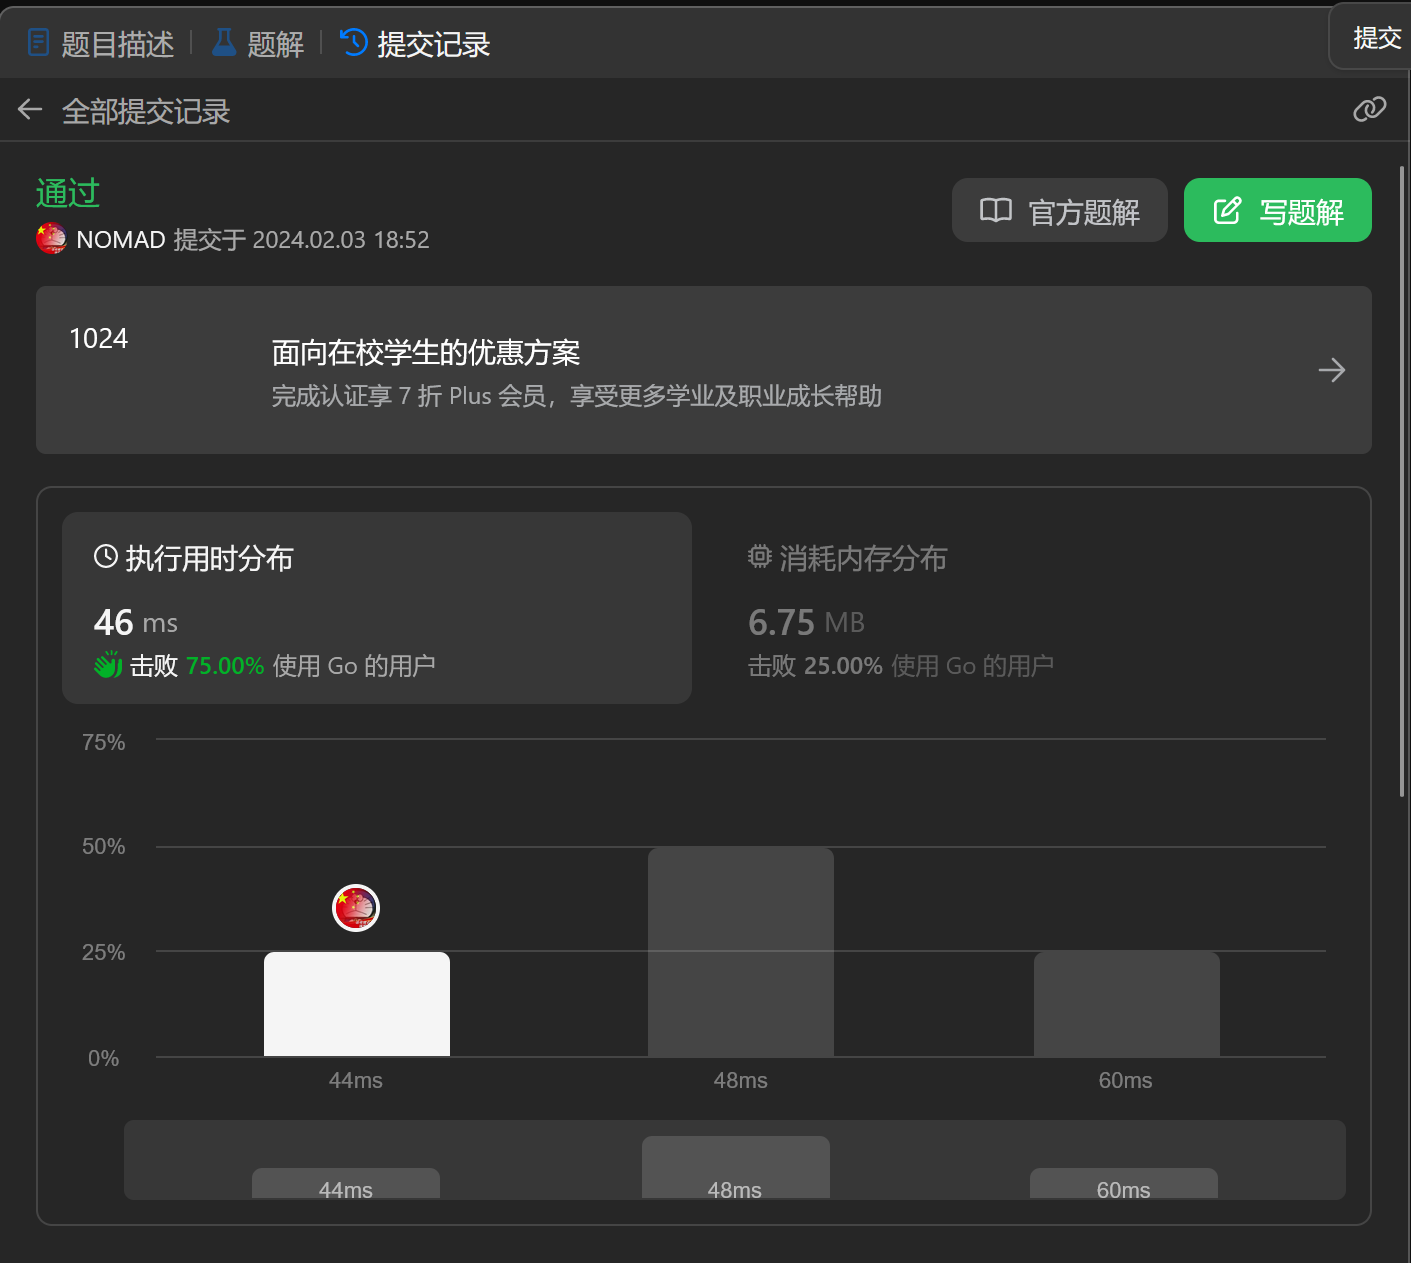 题目描述 题解 提交记录 提交
全部提交记录
通过
NOMAD 提交于 2024.02.03 18:52
官方题解 写题解
1024
面向在校学生的优惠方案
完成认证享 7 折 Plus 会员，享受更多学业及职业成长帮助
执行用时分布
46 ms
击败 75.00% 使用 Go 的用户
消耗内存分布
6.75 MB
击败 25.00% 使用 Go 的用户
75%
50%
25%
0%
44ms 48ms 60ms
44ms 48ms 60ms